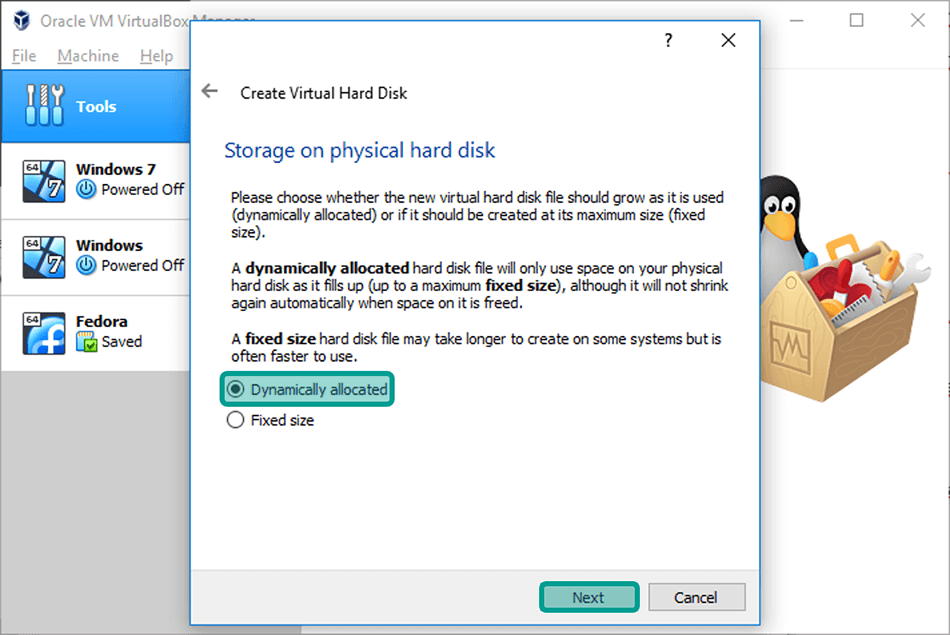 Oracle VM VirtualBox Manager
File Machine Help
Tools
64
7
Windows 7
Powered Off
64
7
Windows
Powered Off
64
Fedora
Saved
?
Create Virtual Hard Disk
Storage on physical hard disk
Please choose whether the new virtual hard disk file should grow as it is used
(dynamically allocated) or if it should be created at its maximum size (fixed
size).
A dynamically allocated hard disk file will only use space on your physical
hard disk as it fills up (up to a maximum fixed size), although it will not shrink
again automatically when space on it is freed.
A fixed size hard disk file may take longer to create on some systems but is
often faster to use.
Dynamically allocated
Fixed size
Next
Cancel